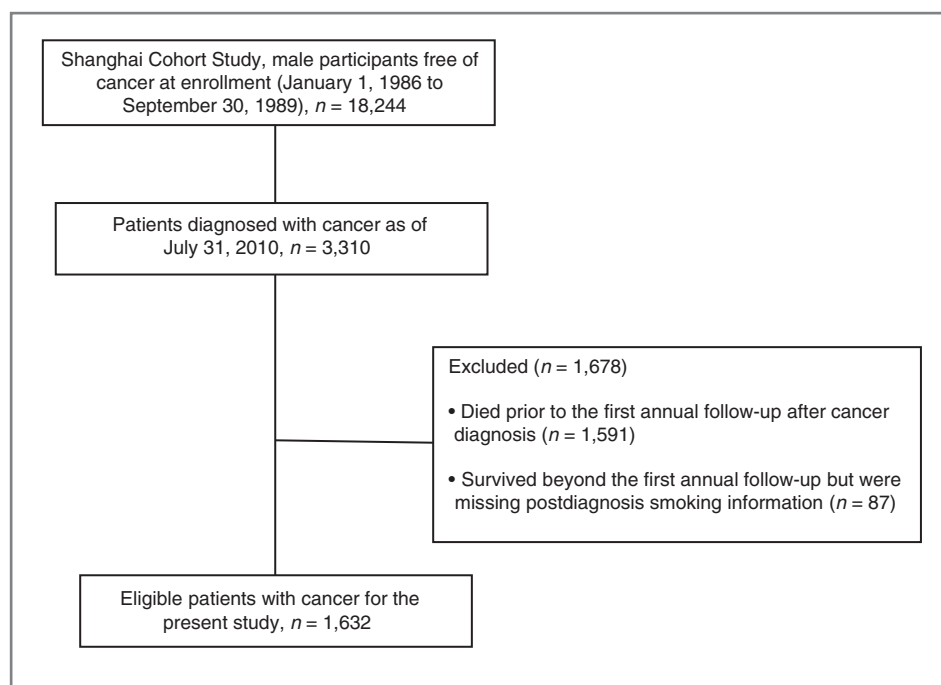 Shanghai Cohort Study, male participants free of
cancer at enrollment (January 1, 1986 to
September 30, 1989), n = 18,244
Patients diagnosed with cancer as of
July 31, 2010, n = 3,310
Excluded (n = 1,678)
• Died prior to the first annual follow-up after cancer
diagnosis (n = 1,591)
• Survived beyond the first annual follow-up but were
missing postdiagnosis smoking information (n = 87)
Eligible patients with cancer for the
present study, n = 1,632